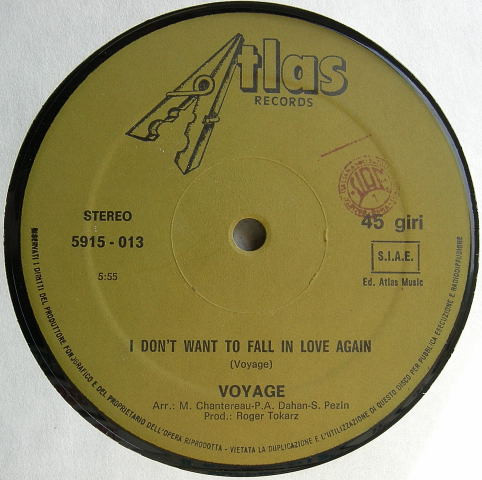 Atlas
RECORDS
STEREO
5915 - 013
5:55
45 giri
S.I.A.E.
Ed. Atlas Music
I DON'T WANT TO FALL IN LOVE AGAIN
(Voyage)
VOYAGE
Arr.: M. Chantereau-P.A. Dahan-S. Pezin
Prod.: Roger Tokarz
RISERVATI I DIRITTI DEL PRODUTTORE FONOGRAFICO E DEL PROPRIETARIO DELL'OPERA RIPRODOTTA - VIETATA LA DUPLICAZIONE E L'UTILIZZAZIONE DI QUESTO DISCO PER PUBBLICA ESECUZIONE E RADIODIFFUSIONE